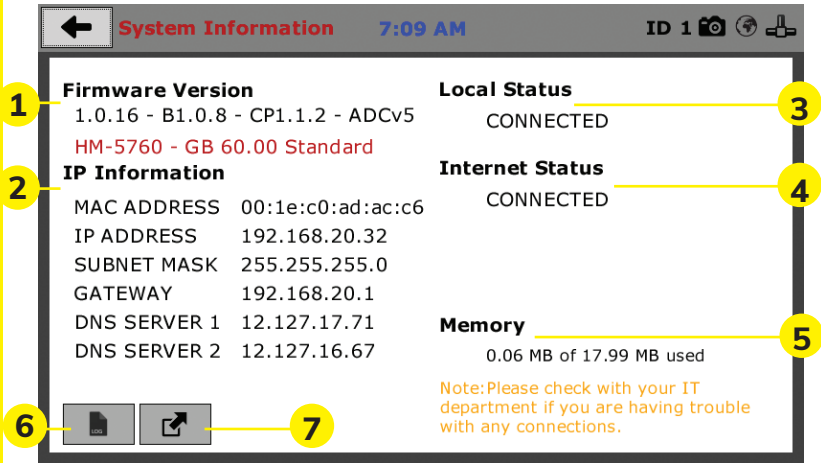 System Information 7:09 AM ID 1
1 Firmware Version
1.0.16 - B1.0.8 - CP1.1.2 - ADCv5
HM-5760 - GB 60.00 Standard
2 IP Information
MAC ADDRESS 00:1e:c0:ad:ac:c6
IP ADDRESS 192.168.20.32
SUBNET MASK 255.255.255.0
GATEWAY 192.168.20.1
DNS SERVER 1 12.127.17.71
DNS SERVER 2 12.127.16.67
Local Status 3
CONNECTED
Internet Status 4
CONNECTED
Memory 5
0.06 MB of 17.99 MB used
Note:Please check with your IT
department if you are having trouble
with any connections.
6 LOG 7